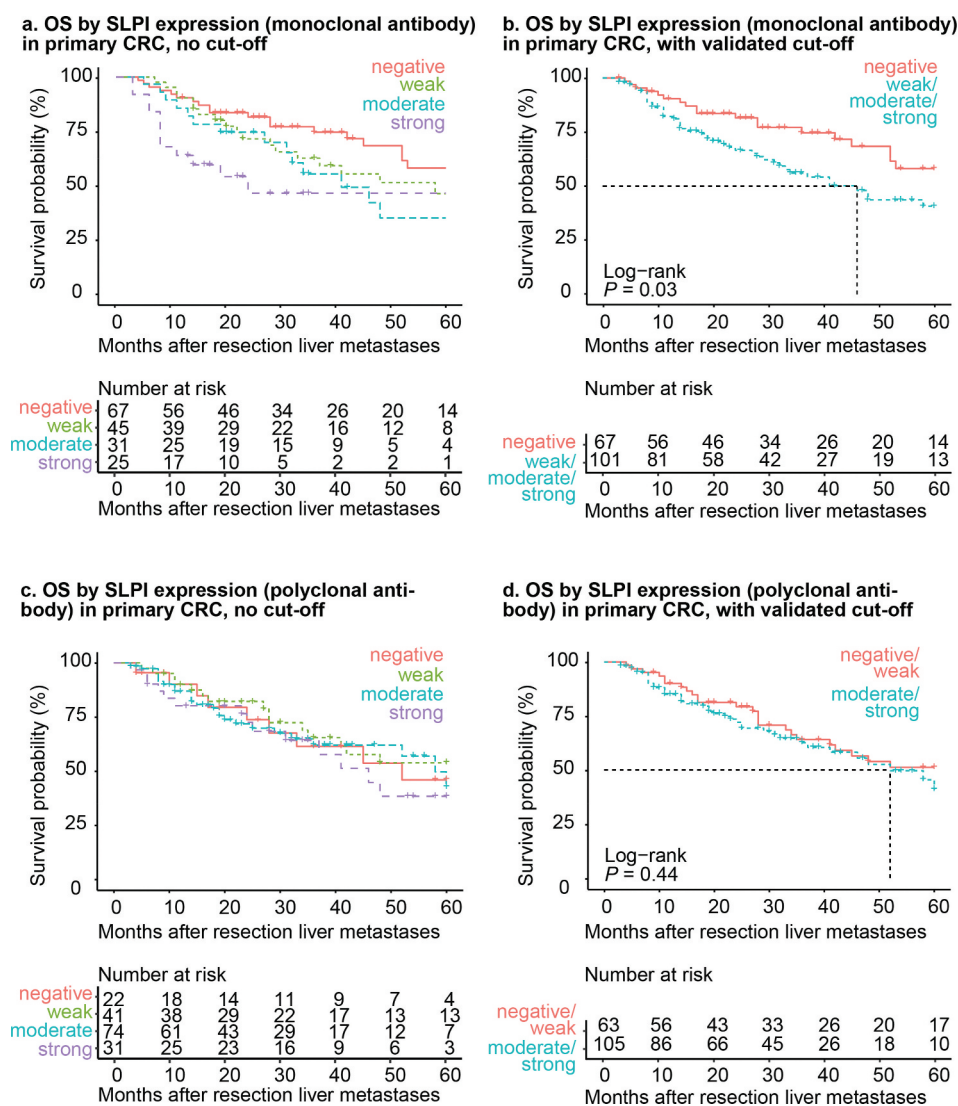 a. OS by SLPI expression (monoclonal antibody)
in primary CRC, no cut-off
negative
weak
moderate
strong
Survival probability (%)
100
75
50
25
0
0 10 20 30 40 50 60
Months after resection liver metastases
Number at risk
negative 67 56 46 34 26 20 14
weak 45 39 29 22 16 12 8
moderate 31 25 19 15 9 5 4
strong 25 17 10 5 2 2 1
0 10 20 30 40 50 60
Months after resection liver metastases
b. OS by SLPI expression (monoclonal antibody)
in primary CRC, with validated cut-off
negative
weak/
moderate/
strong
Survival probability (%)
100
75
50
25
0
Log-rank
P = 0.03
0 10 20 30 40 50 60
Months after resection liver metastases
Number at risk
negative 67 56 46 34 26 20 14
weak/ 101 81 58 42 27 19 13
moderate/
strong
0 10 20 30 40 50 60
Months after resection liver metastases
c. OS by SLPI expression (polyclonal anti-
body) in primary CRC, no cut-off
negative
weak
moderate
strong
Survival probability (%)
100
75
50
25
0
0 10 20 30 40 50 60
Months after resection liver metastases
Number at risk
negative 22 18 14 11 9 7 4
weak 41 38 29 22 17 13 13
moderate 74 61 43 29 17 12 7
strong 31 25 23 16 9 6 3
0 10 20 30 40 50 60
Months after resection liver metastases
d. OS by SLPI expression (polyclonal anti-
body) in primary CRC, with validated cut-off
negative/
weak
moderate/
strong
Survival probability (%)
100
75
50
25
0
Log-rank
P = 0.44
0 10 20 30 40 50 60
Months after resection liver metastases
Number at risk
negative/
weak 63 56 43 33 26 20 17
moderate/ 105 86 66 45 26 18 10
strong
0 10 20 30 40 50 60
Months after resection liver metastases